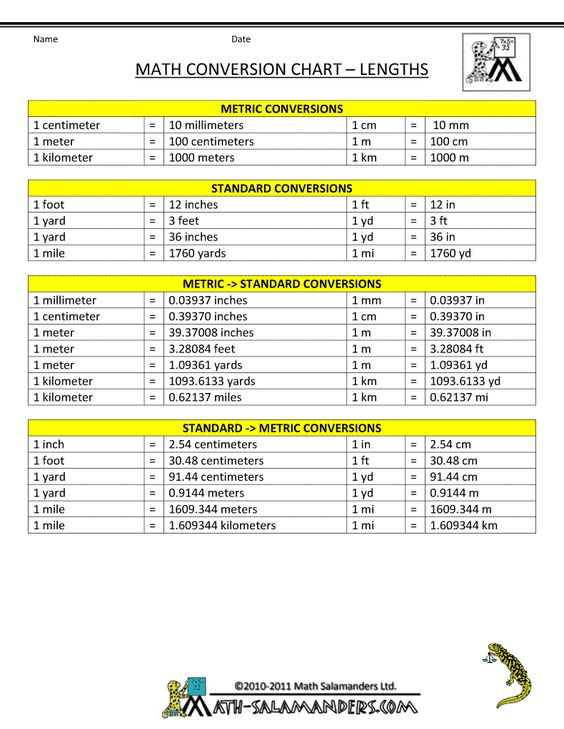 Name Date
MATH CONVERSION CHART – LENGTHS
METRIC CONVERSIONS
1 centimeter = 10 millimeters 1 cm = 10 mm
1 meter = 100 centimeters 1 m = 100 cm
1 kilometer = 1000 meters 1 km = 1000 m
STANDARD CONVERSIONS
1 foot = 12 inches 1 ft = 12 in
1 yard = 3 feet 1 yd = 3 ft
1 yard = 36 inches 1 yd = 36 in
1 mile = 1760 yards 1 mi = 1760 yd
METRIC -> STANDARD CONVERSIONS
1 millimeter = 0.03937 inches 1 mm = 0.03937 in
1 centimeter = 0.39370 inches 1 cm = 0.39370 in
1 meter = 39.37008 inches 1 m = 39.37008 in
1 meter = 3.28084 feet 1 m = 3.28084 ft
1 meter = 1.09361 yards 1 m = 1.09361 yd
1 kilometer = 1093.6133 yards 1 km = 1093.6133 yd
1 kilometer = 0.62137 miles 1 km = 0.62137 mi
STANDARD -> METRIC CONVERSIONS
1 inch = 2.54 centimeters 1 in = 2.54 cm
1 foot = 30.48 centimeters 1 ft = 30.48 cm
1 yard = 91.44 centimeters 1 yd = 91.44 cm
1 yard = 0.9144 meters 1 yd = 0.9144 m
1 mile = 1609.344 meters 1 mi = 1609.344 m
1 mile = 1.609344 kilometers 1 mi = 1.609344 km
©2010-2011 Math Salamanders Ltd.
MATH-SALAMANDERS.COM